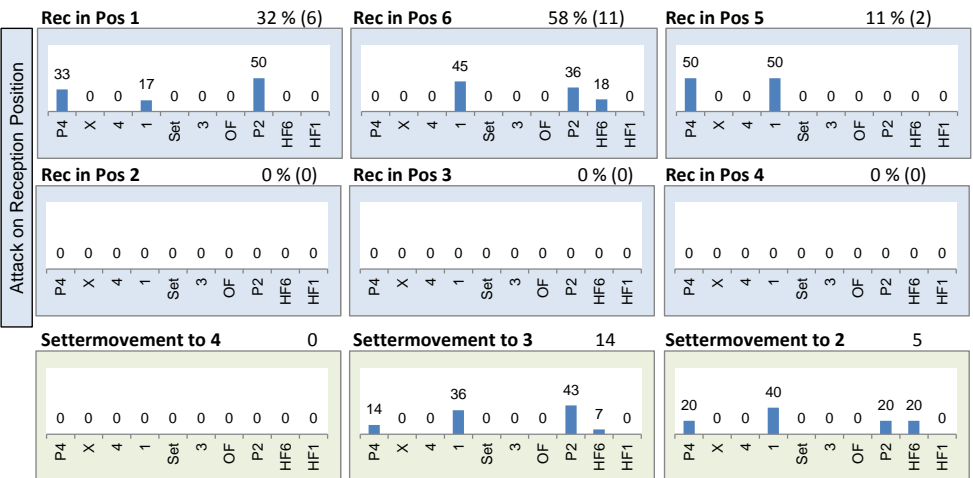 Attack on Reception Position
Rec in Pos 1 32 % (6)
33 0 0 17 0 0 0 50 0 0
P4 X 4 1 Set 3 OF P2 HF6 HF1
Rec in Pos 6 58 % (11)
0 0 0 45 0 0 0 36 18 0
P4 X 4 1 Set 3 OF P2 HF6 HF1
Rec in Pos 5 11 % (2)
50 0 0 50 0 0 0 0 0 0
P4 X 4 1 Set 3 OF P2 HF6 HF1
Rec in Pos 2 0 % (0)
0 0 0 0 0 0 0 0 0 0
P4 X 4 1 Set 3 OF P2 HF6 HF1
Rec in Pos 3 0 % (0)
0 0 0 0 0 0 0 0 0 0
P4 X 4 1 Set 3 OF P2 HF6 HF1
Rec in Pos 4 0 % (0)
0 0 0 0 0 0 0 0 0 0
P4 X 4 1 Set 3 OF P2 HF6 HF1
Settermovement to 4 0
0 0 0 0 0 0 0 0 0 0
P4 X 4 1 Set 3 OF P2 HF6 HF1
Settermovement to 3 14
14 0 0 36 0 0 0 43 7 0
P4 X 4 1 Set 3 OF P2 HF6 HF1
Settermovement to 2 5
20 0 0 40 0 0 0 20 20 0
P4 X 4 1 Set 3 OF P2 HF6 HF1